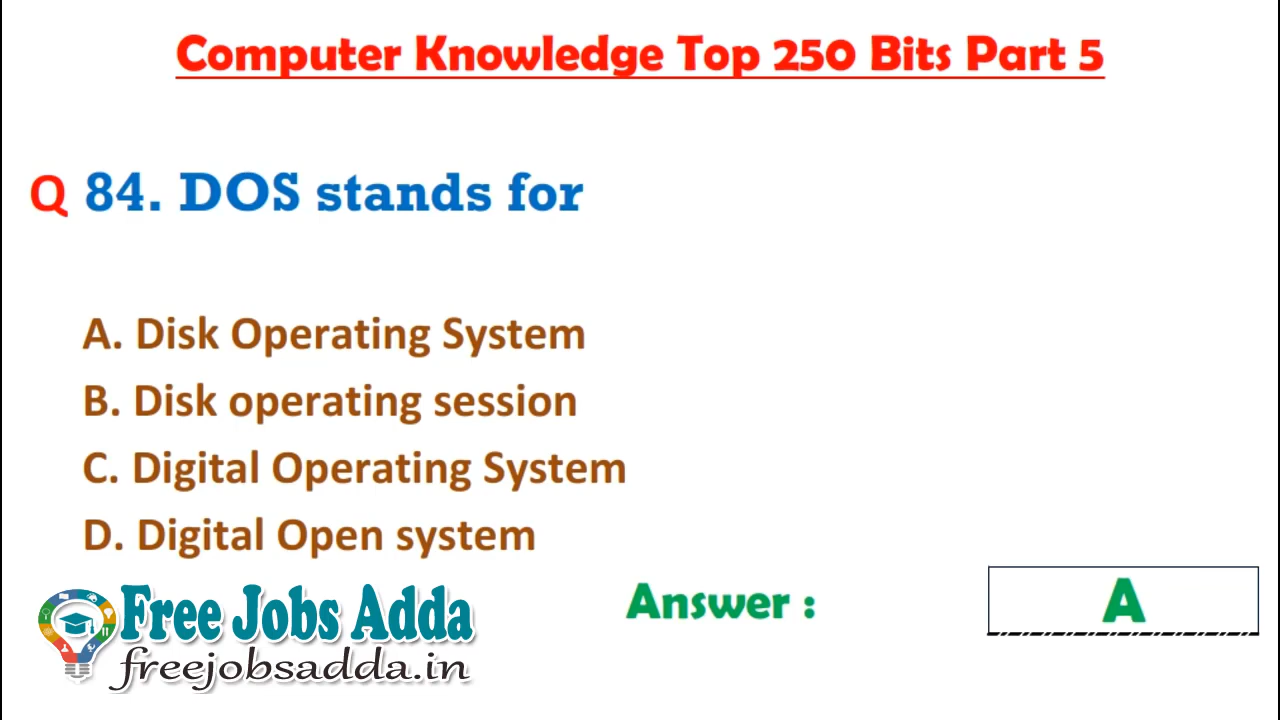 Computer Knowledge Top 250 Bits Part 5
Q 84. DOS stands for
A. Disk Operating System
B. Disk operating session
C. Digital Operating System
D. Digital Open system
Answer : A
Free Jobs Adda
freejobsadda.in